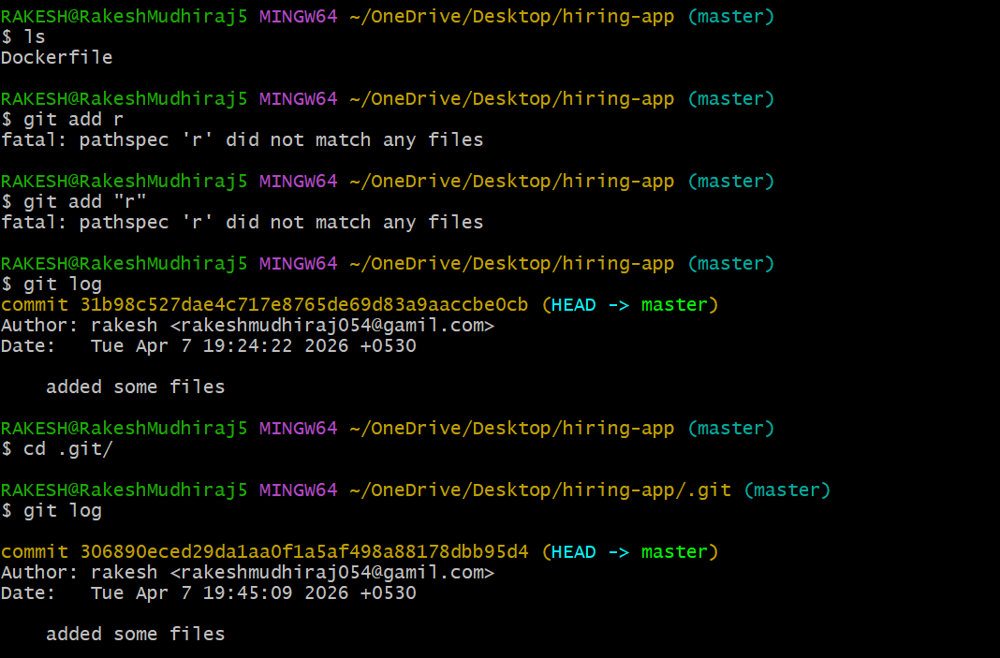 RAKESH@RakeshMudhiraj5 MINGW64 ~/OneDrive/Desktop/hiring-app (master)
$ ls
Dockerfile
RAKESH@RakeshMudhiraj5 MINGW64 ~/OneDrive/Desktop/hiring-app (master)
$ git add r
fatal: pathspec 'r' did not match any files
RAKESH@RakeshMudhiraj5 MINGW64 ~/OneDrive/Desktop/hiring-app (master)
$ git add "r"
fatal: pathspec 'r' did not match any files
RAKESH@RakeshMudhiraj5 MINGW64 ~/OneDrive/Desktop/hiring-app (master)
$ git log
commit 31b98c527dae4c717e8765de69d83a9aaccbe0cb (HEAD -> master)
Author: rakesh <rakeshmudhiraj054@gamil.com>
Date:   Tue Apr 7 19:24:22 2026 +0530
    added some files
RAKESH@RakeshMudhiraj5 MINGW64 ~/OneDrive/Desktop/hiring-app (master)
$ cd .git/
RAKESH@RakeshMudhiraj5 MINGW64 ~/OneDrive/Desktop/hiring-app/.git (master)
$ git log
commit 306890eced29da1aa0f1a5af498a88178dbb95d4 (HEAD -> master)
Author: rakesh <rakeshmudhiraj054@gamil.com>
Date:   Tue Apr 7 19:45:09 2026 +0530
    added some files